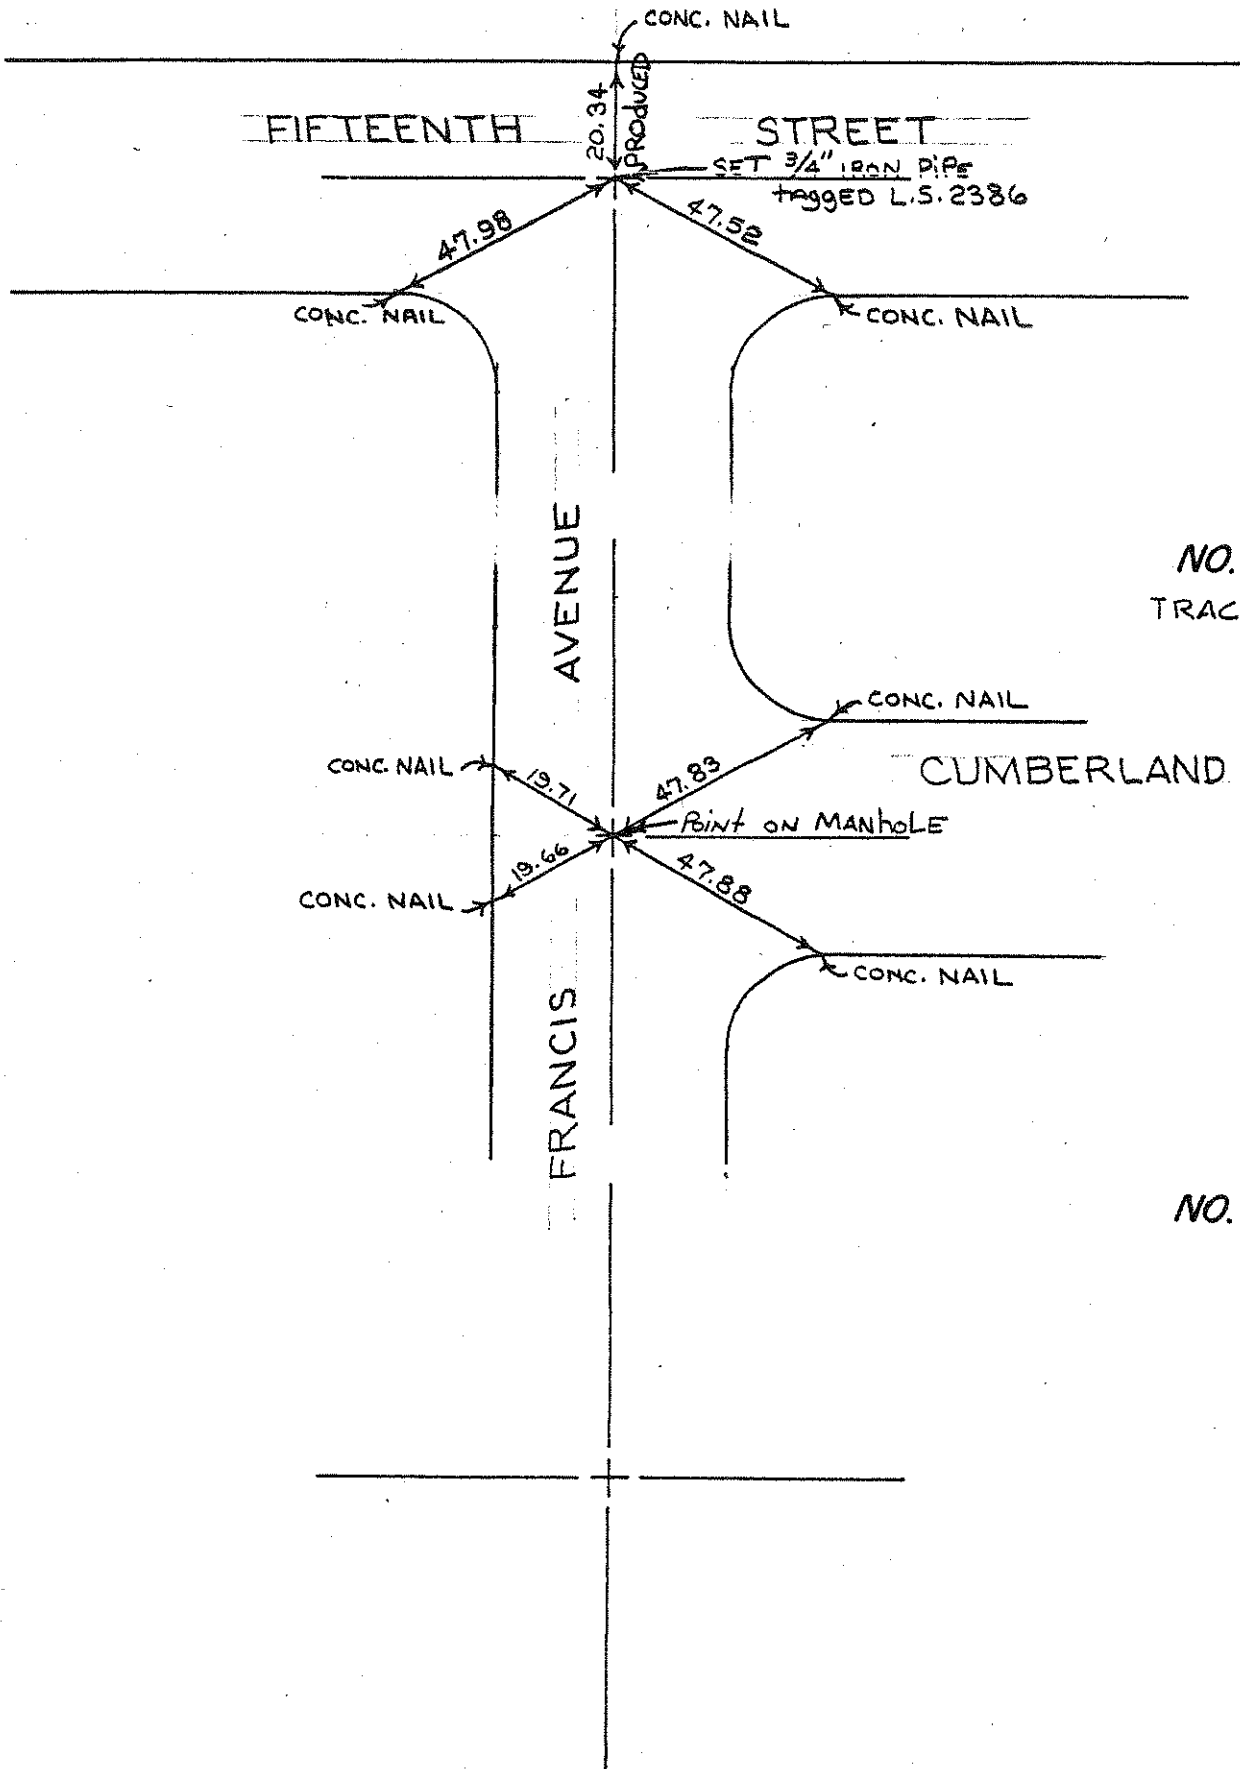 CONC. NAIL
20.34
PRODUCED
FIFTEENTH STREET
SET 3/4" IRON PIPE
tAggED L.S. 2386
47.98
47.52
CONC. NAIL
CONC. NAIL
AVENUE
NO.
TRAC
CONC. NAIL
CONC. NAIL
19.71
47.83
CUMBERLAND
POINT ON MANHOLE
19.66
47.88
CONC. NAIL
CONC. NAIL
FRANCIS
NO.